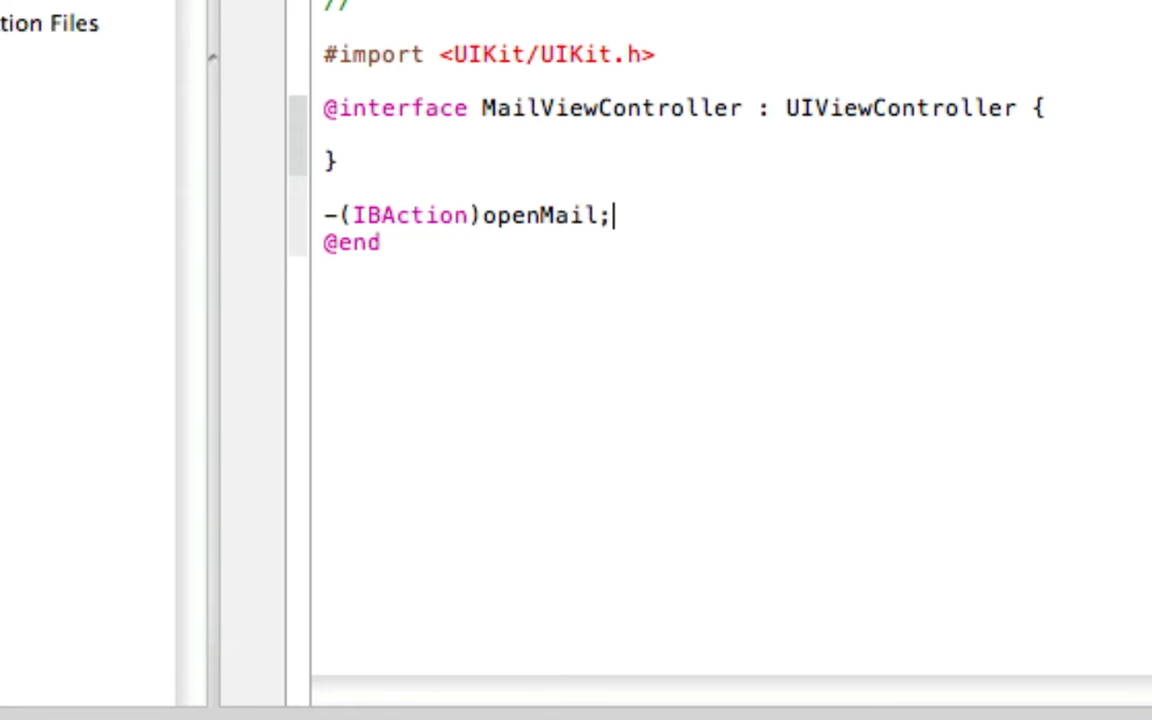 tion Files
//
#import <UIKit/UIKit.h>
@interface MailViewController : UIViewController {
}
-(IBAction)openMail;
@end